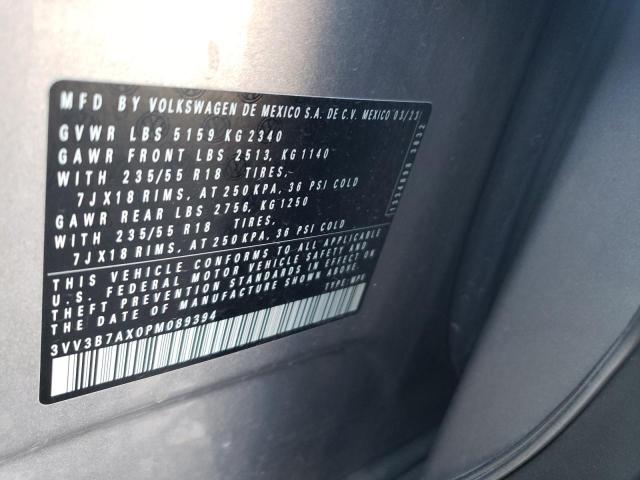 MFD BY VOLKSWAGEN DE MEXICO S.A. DE C.V. MEXICO 03/23
GVWR LBS 5159 KG 2340
GAWR FRONT LBS 2513, KG 1140
WITH 235/55 R18 TIRES,
7JX18 RIMS, AT 250 KPA, 36 PSI COLD
GAWR REAR LBS 2756, KG 1250
WITH 235/55 R18 TIRES,
7JX18 RIMS, AT 250 KPA, 36 PSI COLD
THIS VEHICLE CONFORMS TO ALL APPLICABLE
U.S. FEDERAL MOTOR VEHICLE SAFETY AND
THEFT PREVENTION STANDARDS IN EFFECT ON
THE DATE OF MANUFACTURE SHOWN ABOVE.
3VV3B7AX0PM089394
TYPE: MPV